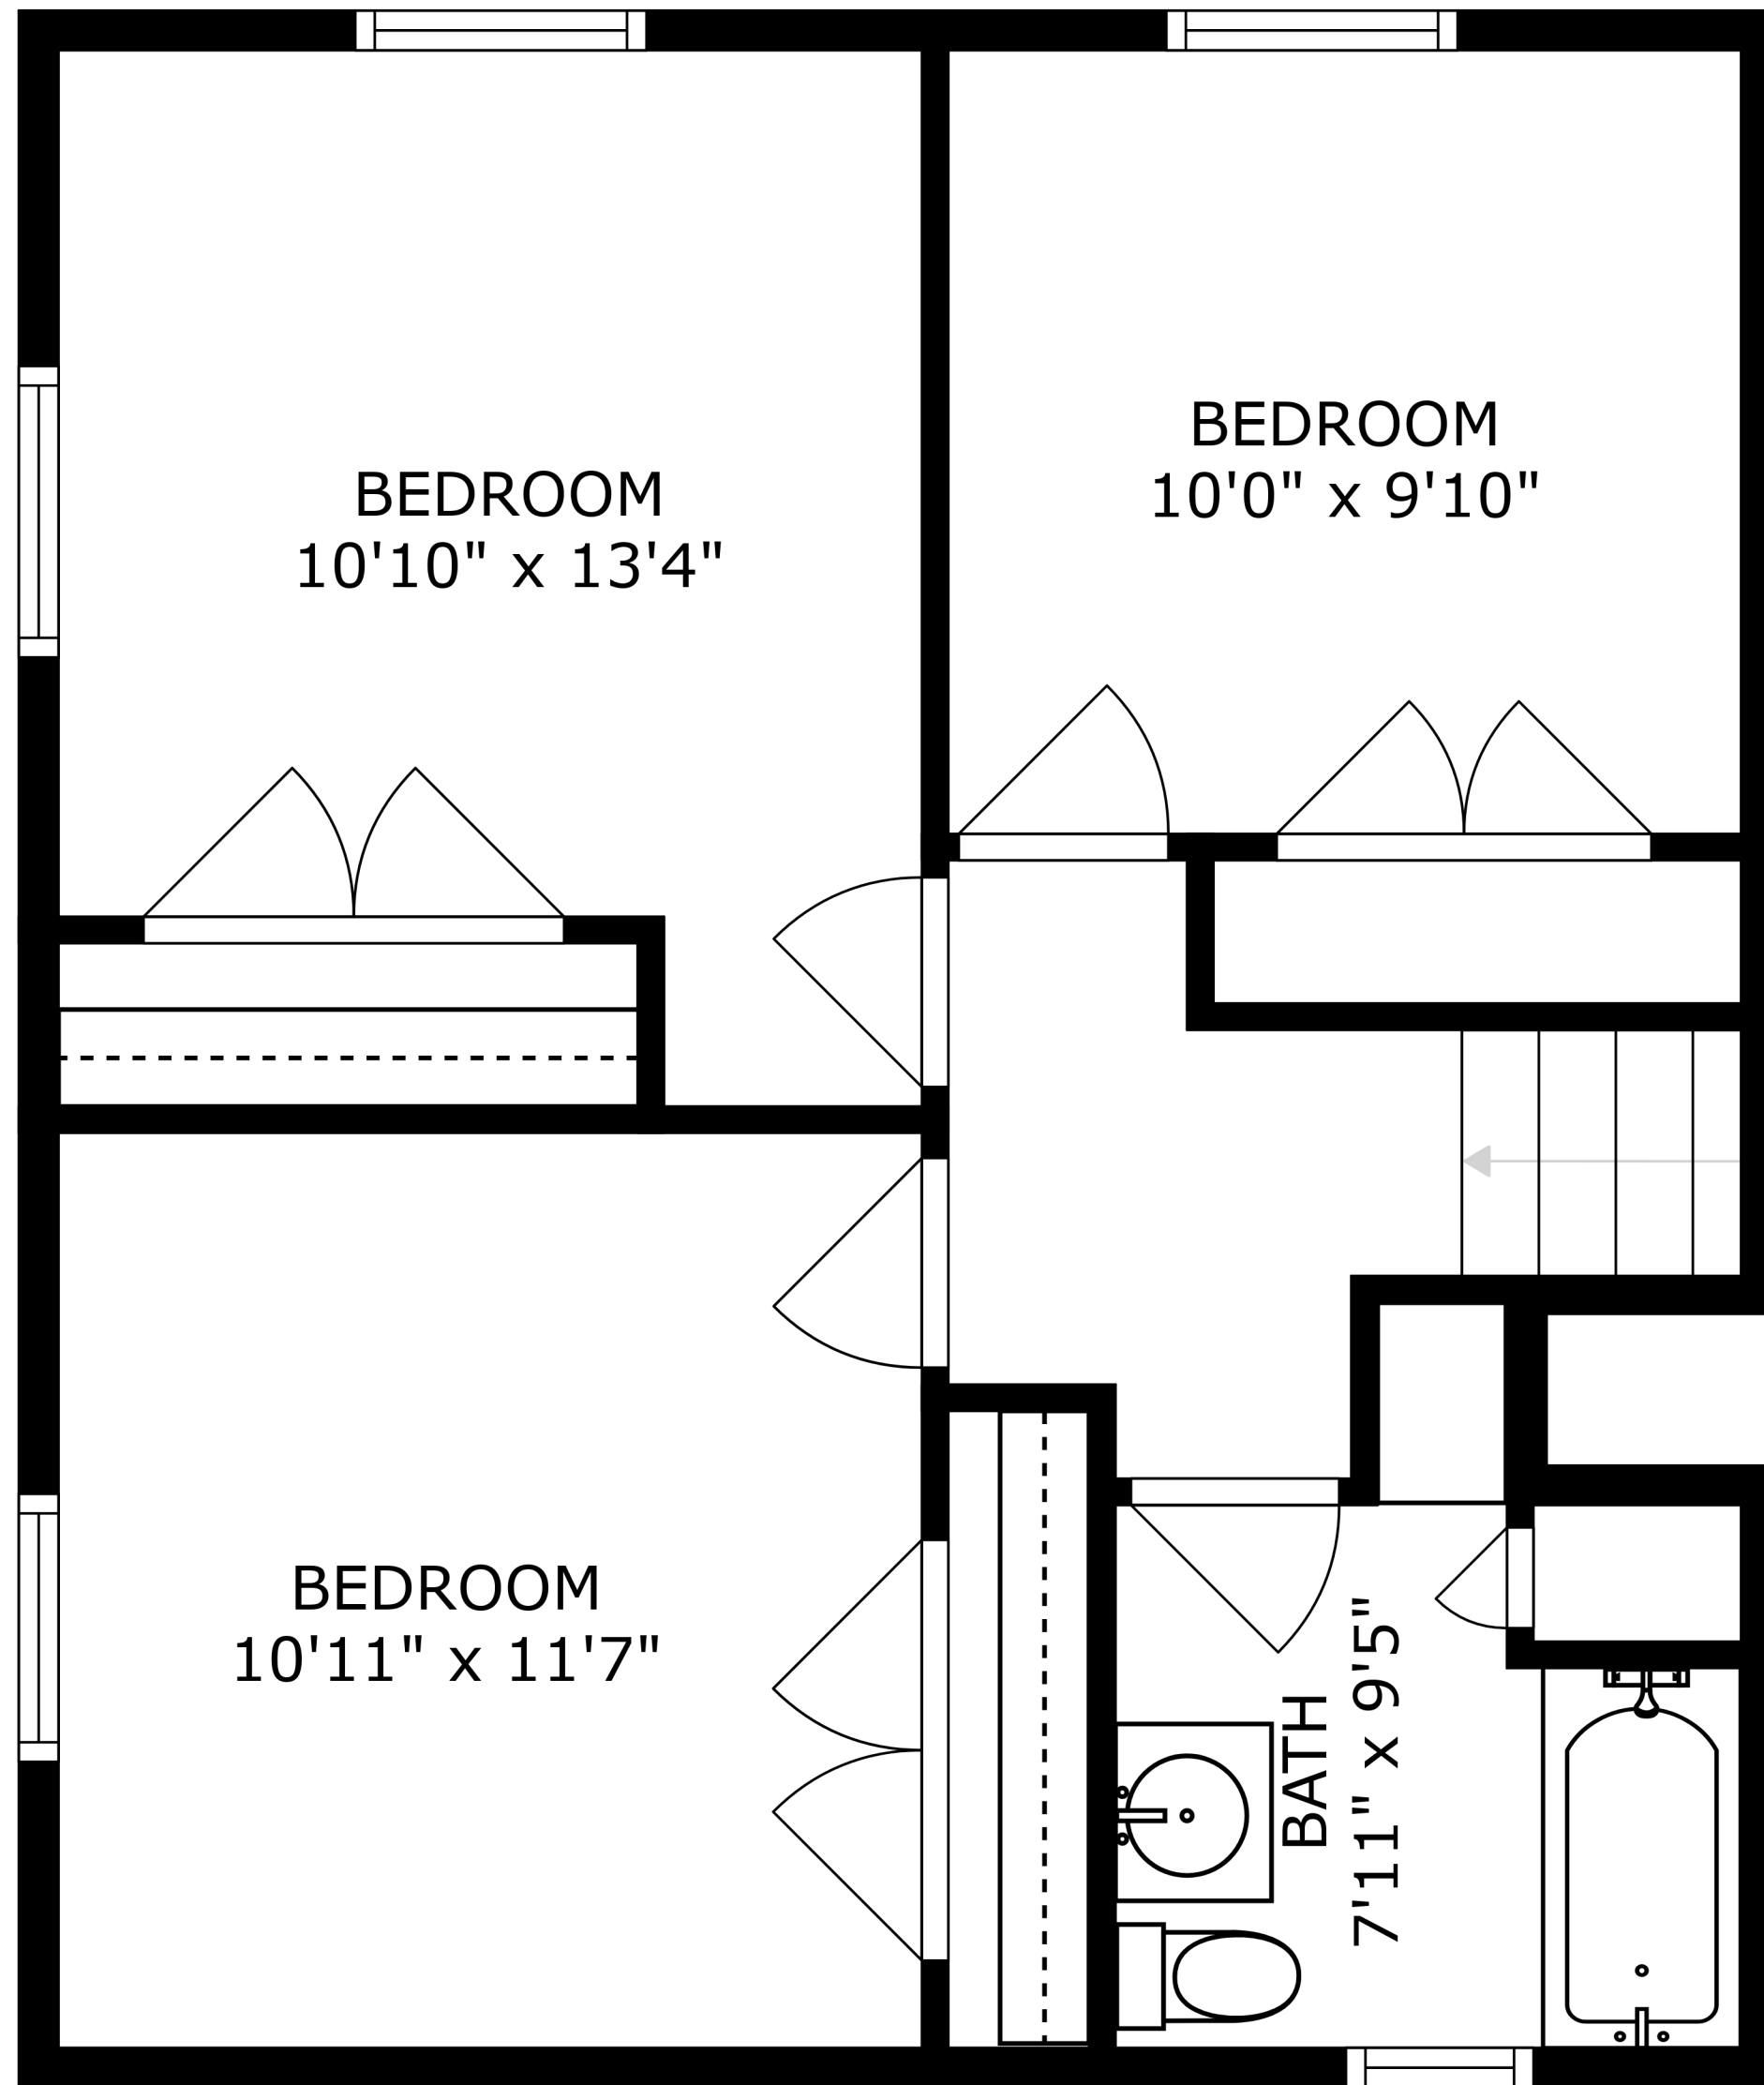 BEDROOM
10'10" x 13'4"
BEDROOM
10'0" x 9'10"
BEDROOM
10'11" x 11'7"
BATH
7'11" x 9'5"